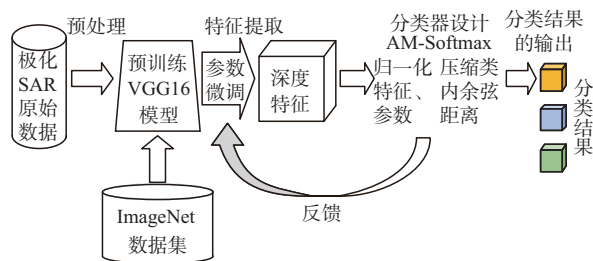 预处理
特征提取
分类器设计
AM-Softmax
分类结果
的输出
极化
SAR
原始
数据
预训练
VGG16
模型
参数
微调
深度
特征
归一化
特征、
参数
压缩类
内余弦
距离
分类结果
反馈
ImageNet
数据集